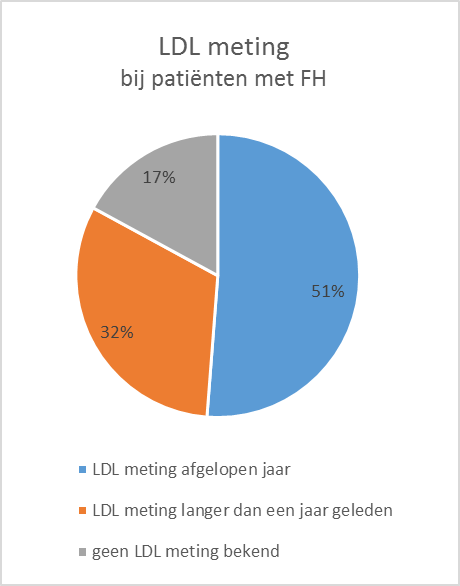 LDL meting
bij patiënten met FH
17%
51%
32%
LDL meting afgelopen jaar
LDL meting langer dan een jaar geleden
geen LDL meting bekend